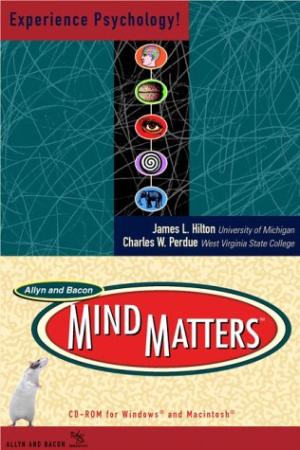 Experience Psychology!
James L. Hilton University of Michigan
Charles W. Perdue West Virginia State College
Allyn and Bacon
MIND MATTERS™
CD-ROM for Windows® and Macintosh®
ALLYN AND BACON